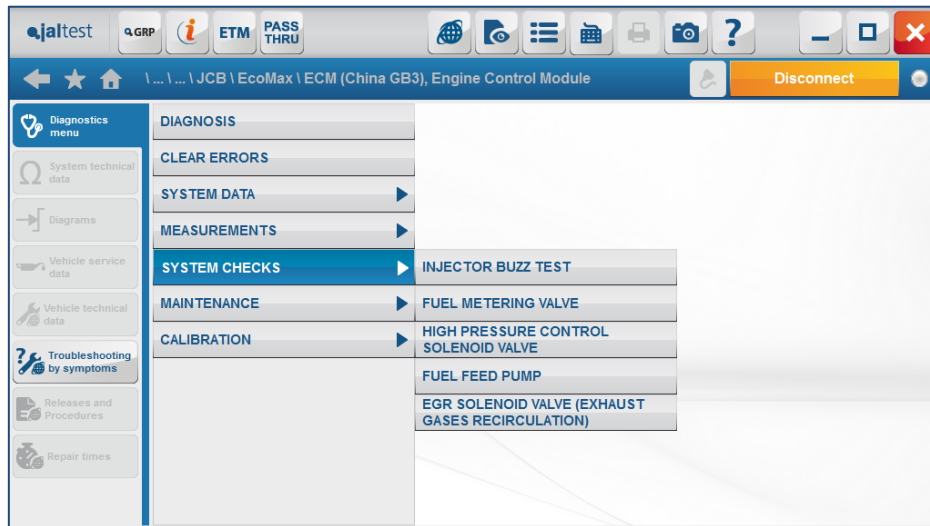 jaltest
GRP
i
ETM
PASS
THRU
?
\ ... \ ... \ JCB \ EcoMax \ ECM (China GB3), Engine Control Module
Disconnect
Diagnostics
menu
System technical
data
Diagrams
Vehicle service
data
Vehicle technical
data
Troubleshooting
by symptoms
Releases and
Procedures
Repair times
DIAGNOSIS
CLEAR ERRORS
SYSTEM DATA
MEASUREMENTS
SYSTEM CHECKS
MAINTENANCE
CALIBRATION
INJECTOR BUZZ TEST
FUEL METERING VALVE
HIGH PRESSURE CONTROL
SOLENOID VALVE
FUEL FEED PUMP
EGR SOLENOID VALVE (EXHAUST
GASES RECIRCULATION)